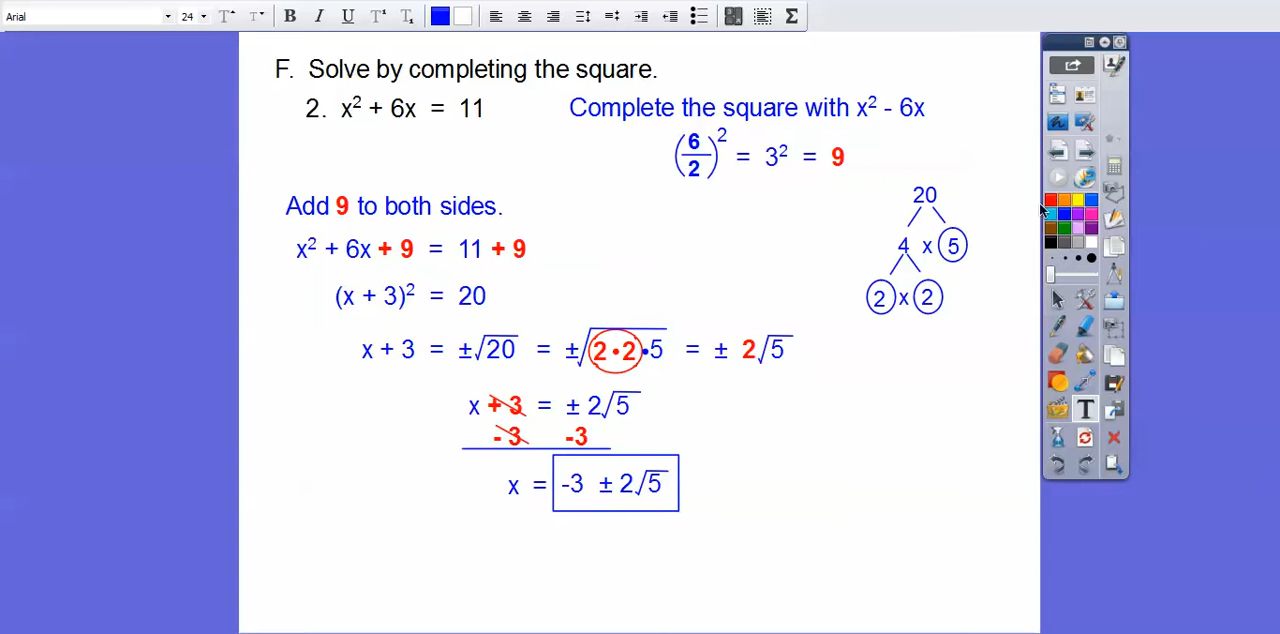 Arial 24 B I U T T Σ
F. Solve by completing the square.
2. x² + 6x = 11 Complete the square with x² - 6x
(6/2)² = 3² = 9
20
Add 9 to both sides.
4 x 5
x² + 6x + 9 = 11 + 9
2 x 2
(x + 3)² = 20
x + 3 = ±√20 = ±√2•2•5 = ± 2√5
x + 3 = ± 2√5
- 3 -3
x = -3 ± 2√5
T